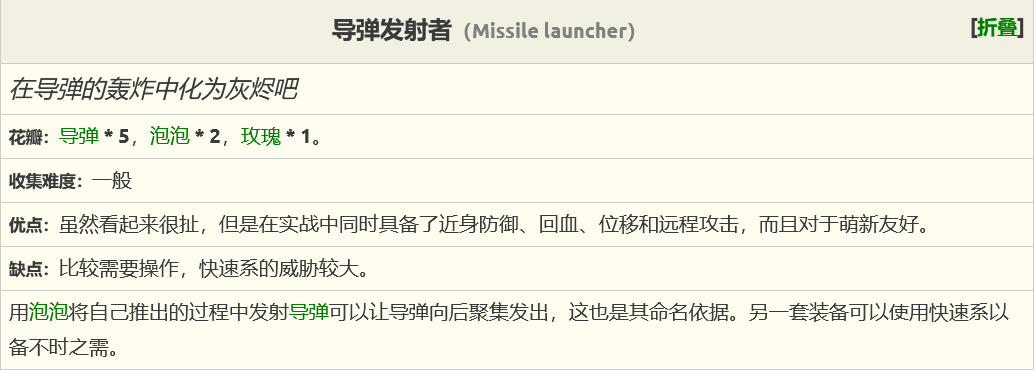 导弹发射者（Missile launcher） [折叠]
在导弹的轰炸中化为灰烬吧
花瓣：导弹 * 5，泡泡 * 2，玫瑰 * 1。
收集难度：一般
优点：虽然看起来很扯，但是在实战中同时具备了近身防御、回血、位移和远程攻击，而且对于萌新友好。
缺点：比较需要操作，快速系的威胁较大。
用泡泡将自己推出的过程中发射导弹可以让导弹向后聚集发出，这也是其命名依据。另一套装备可以使用快速系以
备不时之需。